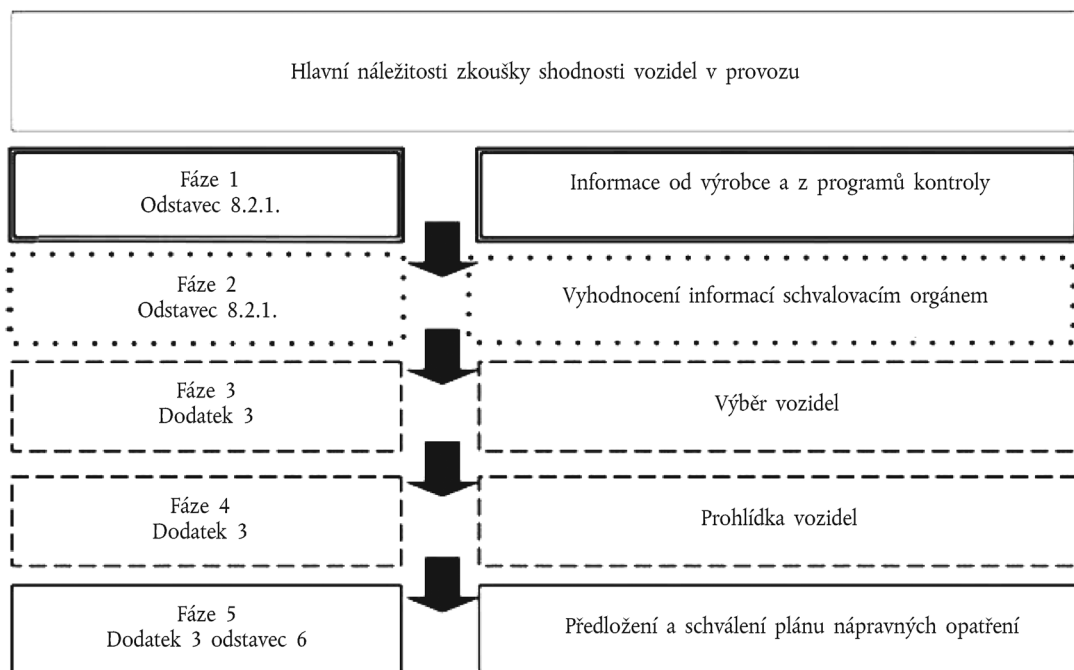 Hlavní náležitosti zkoušky shodnosti vozidel v provozu
Fáze 1
Odstavec 8.2.1.
Informace od výrobce a z programů kontroly
Fáze 2
Odstavec 8.2.1.
Vyhodnocení informací schvalovacím orgánem
Fáze 3
Dodatek 3
Výběr vozidel
Fáze 4
Dodatek 3
Prohlídka vozidel
Fáze 5
Dodatek 3 odstavec 6
Předložení a schválení plánu nápravných opatření